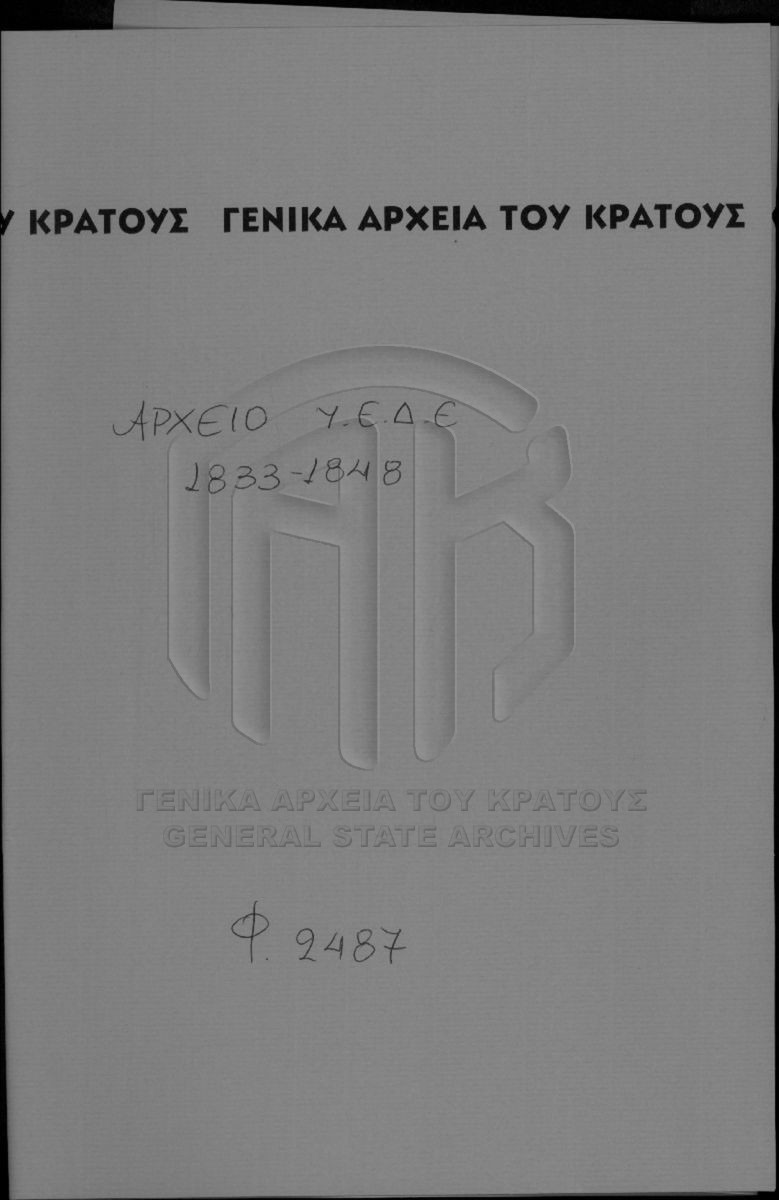 Υ ΚΡΑΤΟΥΣ ΓΕΝΙΚΑ ΑΡΧΕΙΑ ΤΟΥ ΚΡΑΤΟΥΣ
ΑΡΧΕΙΟ Υ.Ε.Δ.Ε
1833-1848
ΓΕΝΙΚΑ ΑΡΧΕΙΑ ΤΟΥ ΚΡΑΤΟΥΣ
GENERAL STATE ARCHIVES
Φ. 2487